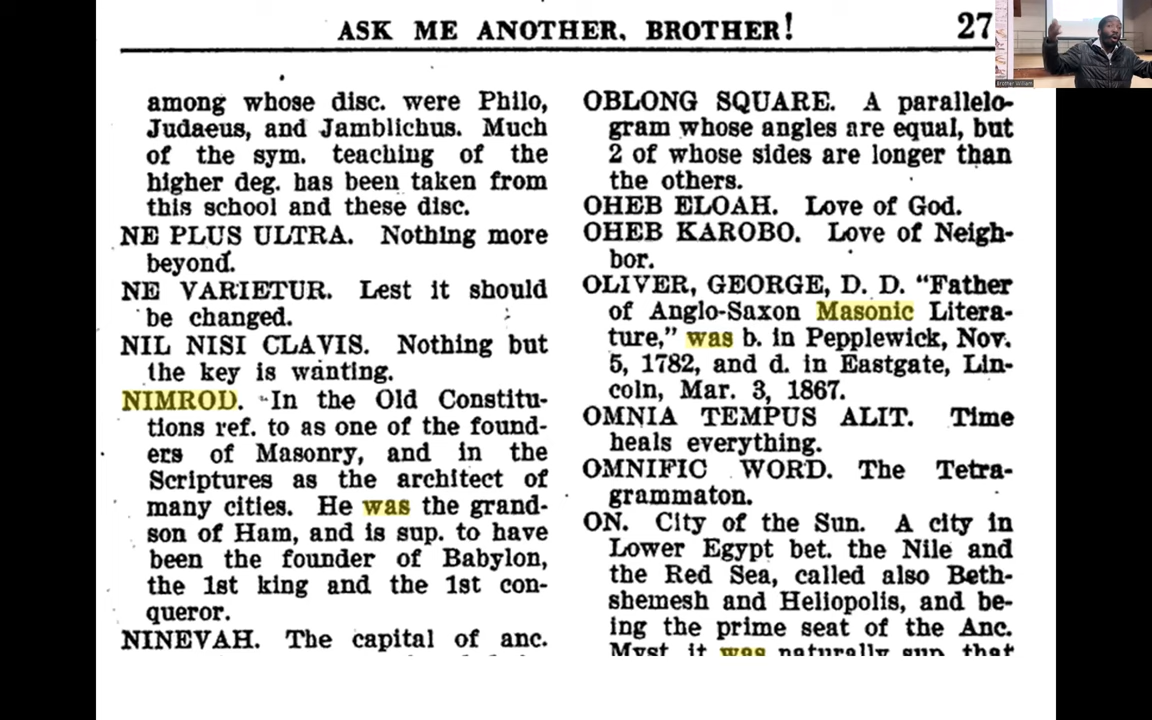 ASK ME ANOTHER, BROTHER! 27
among whose disc. were Philo,
Judaeus, and Jamblichus. Much
of the sym. teaching of the
higher deg. has been taken from
this school and these disc.
NE PLUS ULTRA. Nothing more
beyond.
NE VARIETUR. Lest it should
be changed.
NIL NISI CLAVIS. Nothing but
the key is wanting.
NIMROD. In the Old Constitu-
tions ref. to as one of the found-
ers of Masonry, and in the
Scriptures as the architect of
many cities. He was the grand-
son of Ham, and is sup. to have
been the founder of Babylon,
the 1st king and the 1st con-
queror.
NINEVAH. The capital of anc.
OBLONG SQUARE. A parallelo-
gram whose angles are equal, but
2 of whose sides are longer than
the others.
OHEB ELOAH. Love of God.
OHEB KAROBO. Love of Neigh-
bor.
OLIVER, GEORGE, D. D. "Father
of Anglo-Saxon Masonic Litera-
ture," was b. in Pepplewick, Nov.
5, 1782, and d. in Eastgate, Lin-
coln, Mar. 3, 1867.
OMNIA TEMPUS ALIT. Time
heals everything.
OMNIFIC WORD. The Tetra-
grammaton.
ON. City of the Sun. A city in
Lower Egypt bet. the Nile and
the Red Sea, called also Beth-
shemesh and Heliopolis, and be-
ing the prime seat of the Anc.
Myst. it was naturally sup. that
Brother William